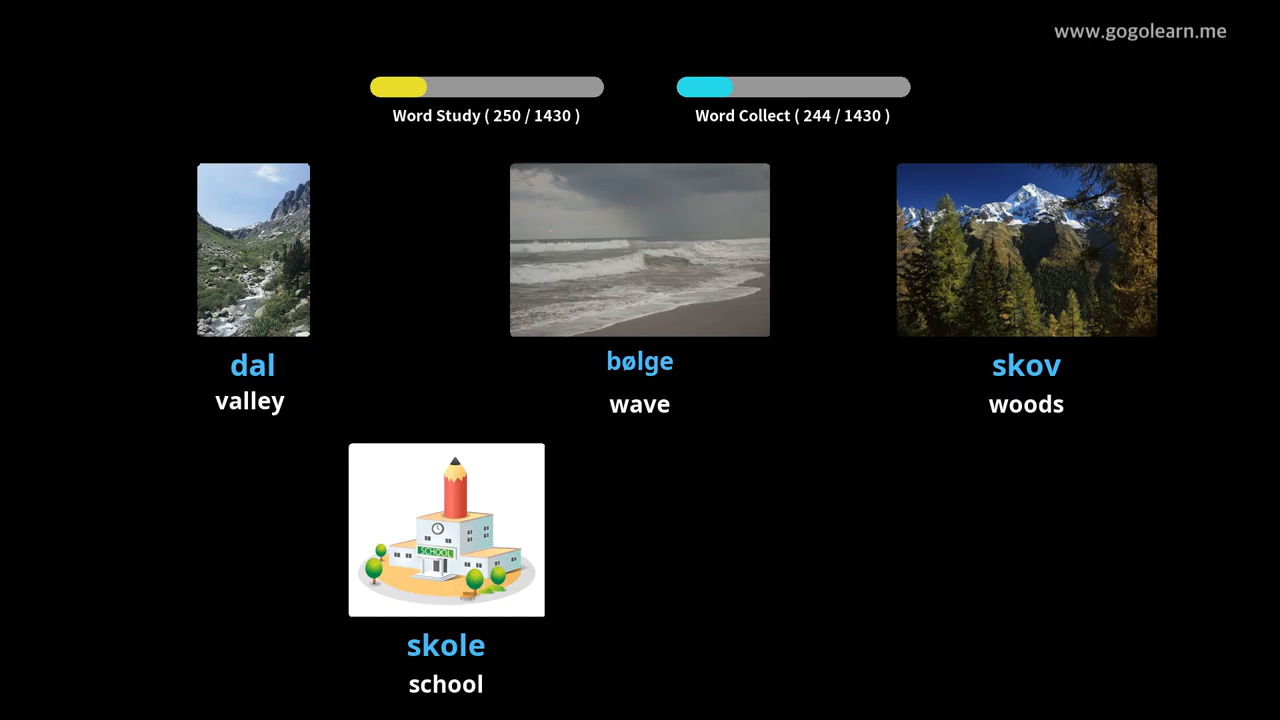 www.gogolearn.me
Word Study ( 250 / 1430 )
Word Collect ( 244 / 1430 )
dal
valley
bølge
wave
skov
woods
SCHOOL
skole
school